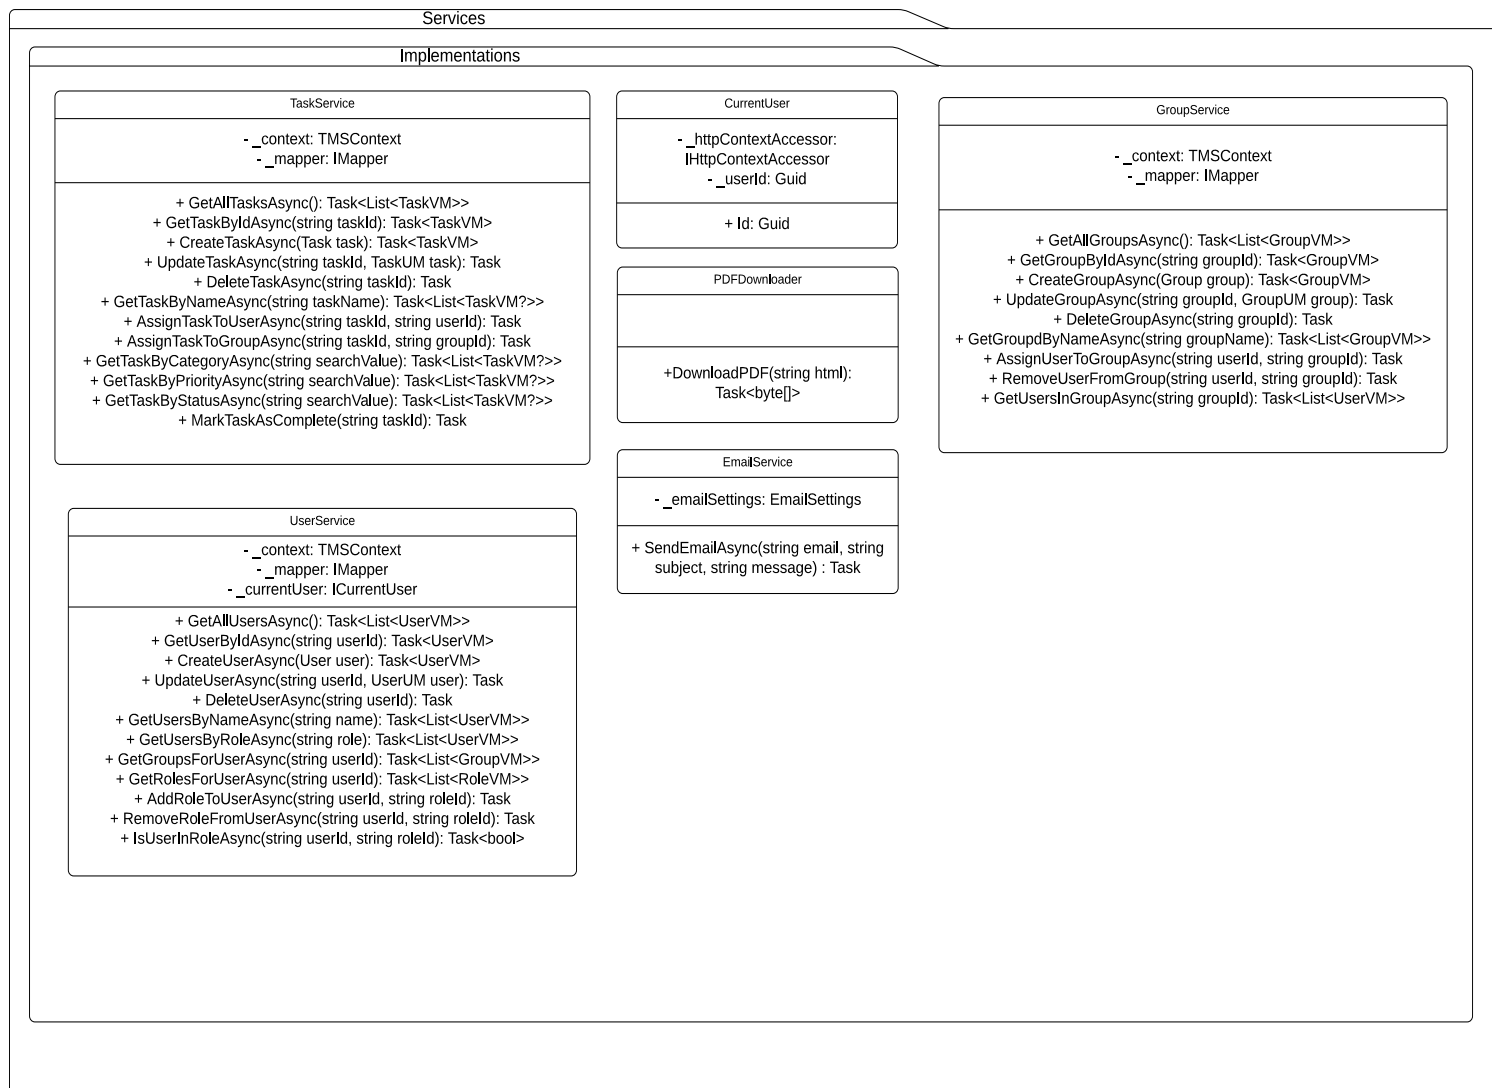 Services
Implementations
TaskService
- _context: TMSContext
- _mapper: IMapper
+ GetAllTasksAsync(): Task<List<TaskVM>>
+ GetTaskByIdAsync(string taskId): Task<TaskVM>
+ CreateTaskAsync(Task task): Task<TaskVM>
+ UpdateTaskAsync(string taskId, TaskUM task): Task
+ DeleteTaskAsync(string taskId): Task
+ GetTaskByNameAsync(string taskName): Task<List<TaskVM?>>
+ AssignTaskToUserAsync(string taskId, string userId): Task
+ AssignTaskToGroupAsync(string taskId, string groupId): Task
+ GetTaskByCategoryAsync(string searchValue): Task<List<TaskVM?>>
+ GetTaskByPriorityAsync(string searchValue): Task<List<TaskVM?>>
+ GetTaskByStatusAsync(string searchValue): Task<List<TaskVM?>>
+ MarkTaskAsComplete(string taskId): Task
CurrentUser
- _httpContextAccessor:
IHttpContextAccessor
- _userId: Guid
+ Id: Guid
PDFDownloader
+DownloadPDF(string html):
Task<byte[]>
EmailService
- _emailSettings: EmailSettings
+ SendEmailAsync(string email, string
subject, string message) : Task
GroupService
- _context: TMSContext
- _mapper: IMapper
+ GetAllGroupsAsync(): Task<List<GroupVM>>
+ GetGroupByIdAsync(string groupId): Task<GroupVM>
+ CreateGroupAsync(Group group): Task<GroupVM>
+ UpdateGroupAsync(string groupId, GroupUM group): Task
+ DeleteGroupAsync(string groupId): Task
+ GetGroupdByNameAsync(string groupName): Task<List<GroupVM>>
+ AssignUserToGroupAsync(string userId, string groupId): Task
+ RemoveUserFromGroup(string userId, string groupId): Task
+ GetUsersInGroupAsync(string groupId): Task<List<UserVM>>
UserService
- _context: TMSContext
- _mapper: IMapper
- _currentUser: ICurrentUser
+ GetAllUsersAsync(): Task<List<UserVM>>
+ GetUserByIdAsync(string userId): Task<UserVM>
+ CreateUserAsync(User user): Task<UserVM>
+ UpdateUserAsync(string userId, UserUM user): Task
+ DeleteUserAsync(string userId): Task
+ GetUsersByNameAsync(string name): Task<List<UserVM>>
+ GetUsersByRoleAsync(string role): Task<List<UserVM>>
+ GetGroupsForUserAsync(string userId): Task<List<GroupVM>>
+ GetRolesForUserAsync(string userId): Task<List<RoleVM>>
+ AddRoleToUserAsync(string userId, string roleId): Task
+ RemoveRoleFromUserAsync(string userId, string roleId): Task
+ IsUserInRoleAsync(string userId, string roleId): Task<bool>